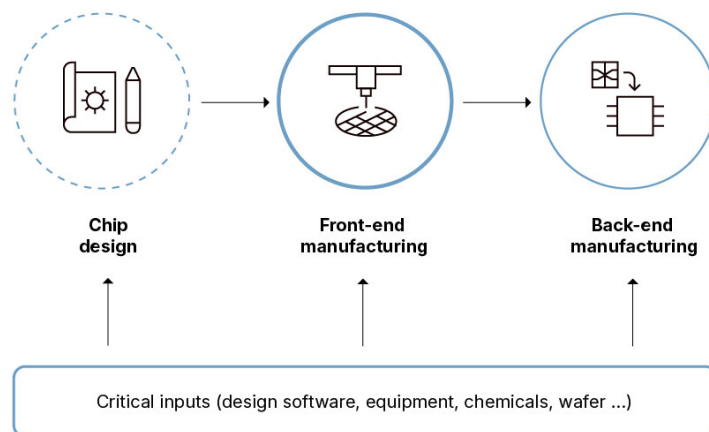 Chip
design
Front-end
manufacturing
Back-end
manufacturing
Critical inputs (design software, equipment, chemicals, wafer ...)